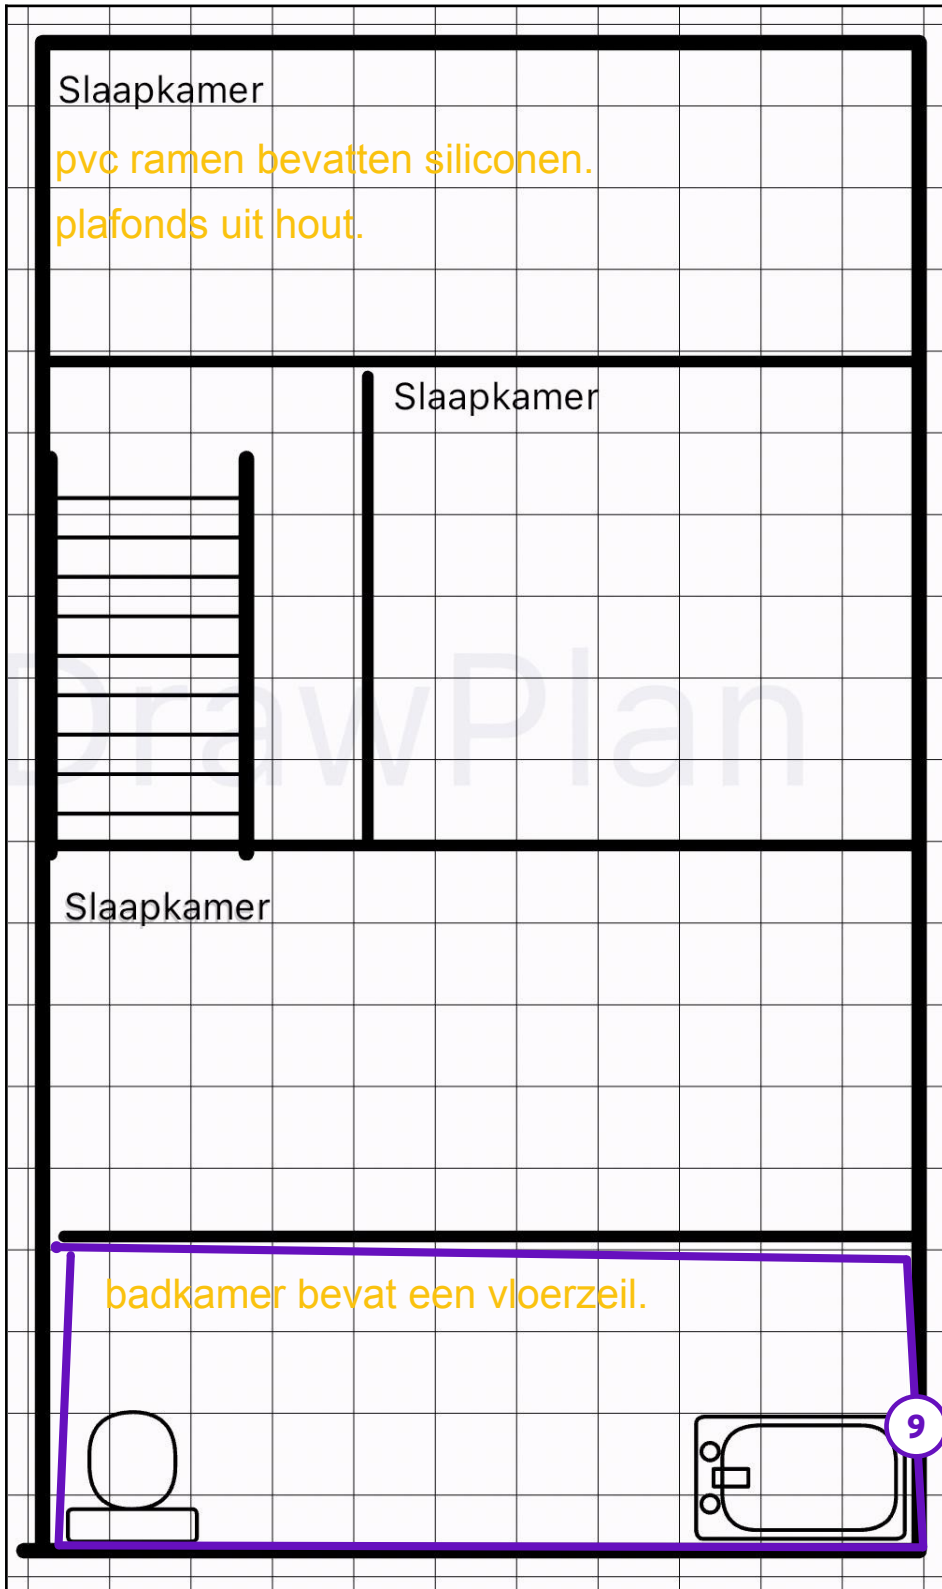 Slaapkamer
pvc ramen bevatten siliconen.
plafonds uit hout.
Slaapkamer
DrawPlan
Slaapkamer
badkamer bevat een vloerzeil.
9